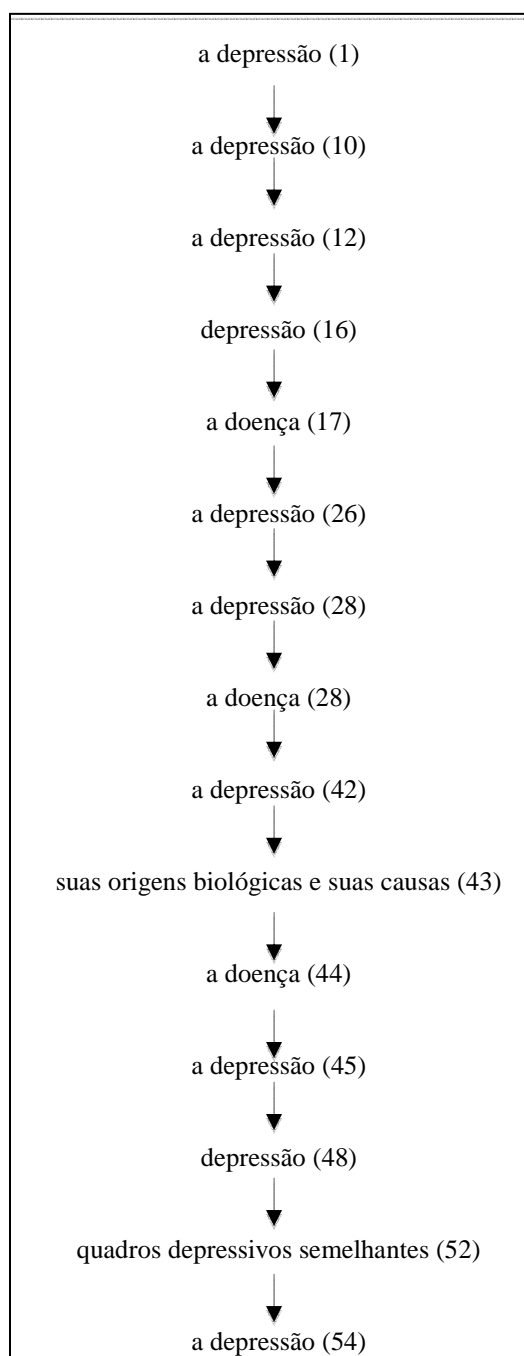 a depressão (1)
a depressão (10)
a depressão (12)
depressão (16)
a doença (17)
a depressão (26)
a depressão (28)
a doença (28)
a depressão (42)
suas origens biológicas e suas causas (43)
a doença (44)
a depressão (45)
depressão (48)
quadros depressivos semelhantes (52)
a depressão (54)